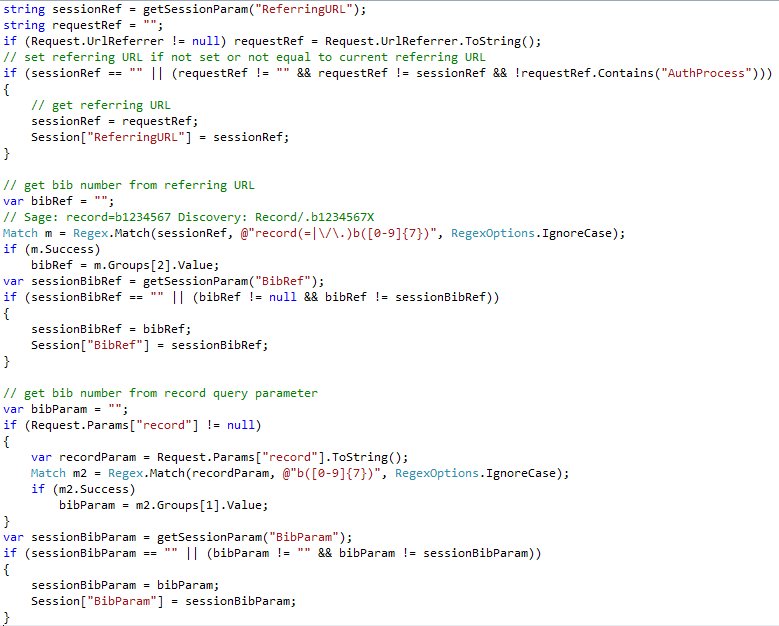 string sessionRef = getSessionParam("ReferringURL");
string requestRef = "";
if (Request.UrlReferrer != null) requestRef = Request.UrlReferrer.ToString();
// set referring URL if not set or not equal to current referring URL
if (sessionRef == "" || (requestRef != "" && requestRef != sessionRef && !requestRef.Contains("AuthProcess")))
{
    // get referring URL
    sessionRef = requestRef;
    Session["ReferringURL"] = sessionRef;
}

// get bib number from referring URL
var bibRef = "";
// Sage: record=b1234567 Discovery: Record/.b1234567X
Match m = Regex.Match(sessionRef, @"record(=|\/\.)b([0-9]{7})", RegexOptions.IgnoreCase);
if (m.Success)
    bibRef = m.Groups[2].Value;
var sessionBibRef = getSessionParam("BibRef");
if (sessionBibRef == "" || (bibRef != null && bibRef != sessionBibRef))
{
    sessionBibRef = bibRef;
    Session["BibRef"] = sessionBibRef;
}

// get bib number from record query parameter
var bibParam = "";
if (Request.Params["record"] != null)
{
    var recordParam = Request.Params["record"].ToString();
    Match m2 = Regex.Match(recordParam, @"b([0-9]{7})", RegexOptions.IgnoreCase);
    if (m2.Success)
        bibParam = m2.Groups[1].Value;
}
var sessionBibParam = getSessionParam("BibParam");
if (sessionBibParam == "" || (bibParam != "" && bibParam != sessionBibParam))
{
    sessionBibParam = bibParam;
    Session["BibParam"] = sessionBibParam;
}